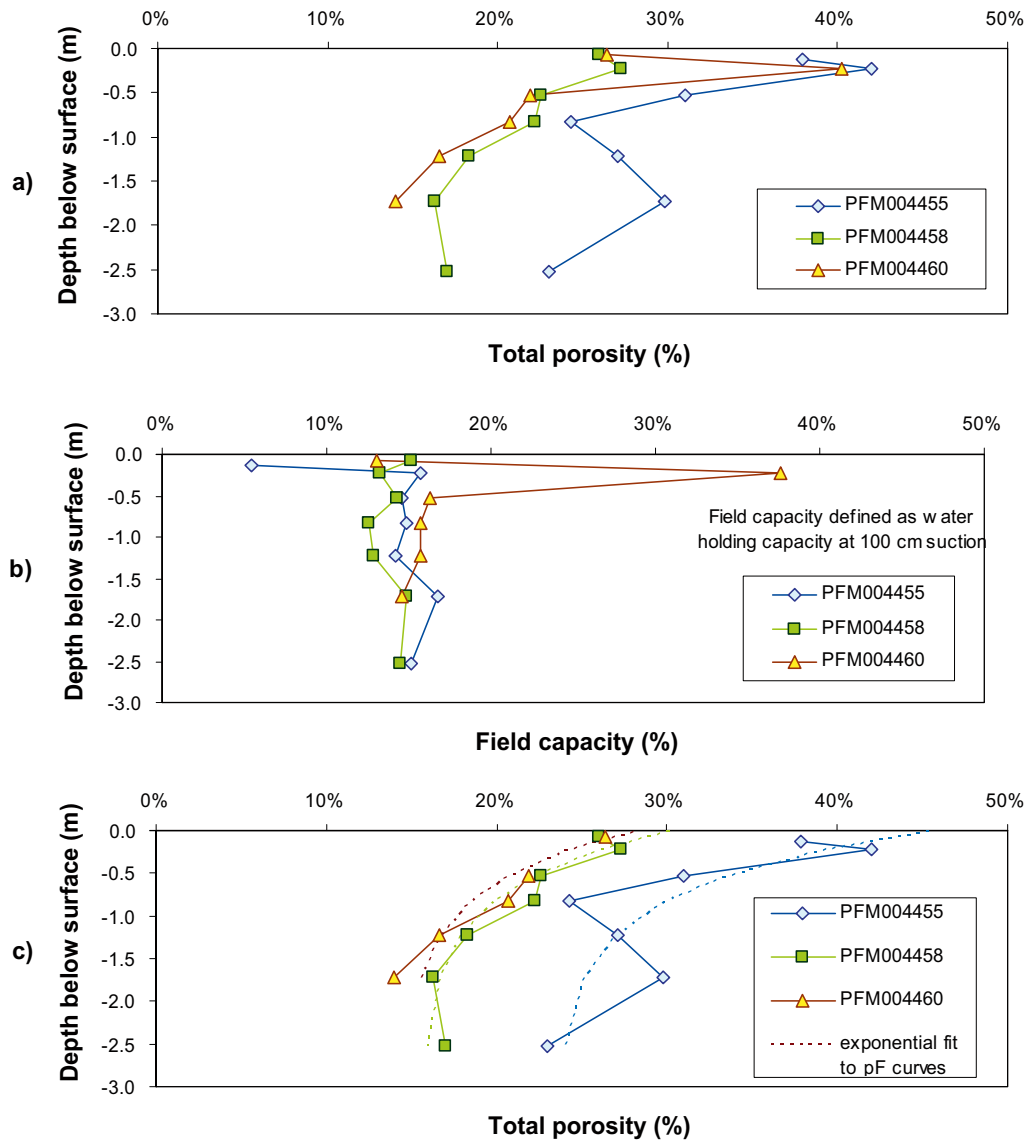 0% 10% 20% 30% 40% 50%
0.0
-0.5
-1.0
-1.5
-2.0
-2.5
-3.0
Depth below surface (m)
a)
PFM004455
PFM004458
PFM004460
Total porosity (%)
0% 10% 20% 30% 40% 50%
0.0
-0.5
-1.0
-1.5
-2.0
-2.5
-3.0
Depth below surface (m)
b)
Field capacity defined as water
holding capacity at 100 cm suction
PFM004455
PFM004458
PFM004460
Field capacity (%)
0% 10% 20% 30% 40% 50%
0.0
-0.5
-1.0
-1.5
-2.0
-2.5
-3.0
Depth below surface (m)
c)
PFM004455
PFM004458
PFM004460
exponential fit
to pF curves
Total porosity (%)